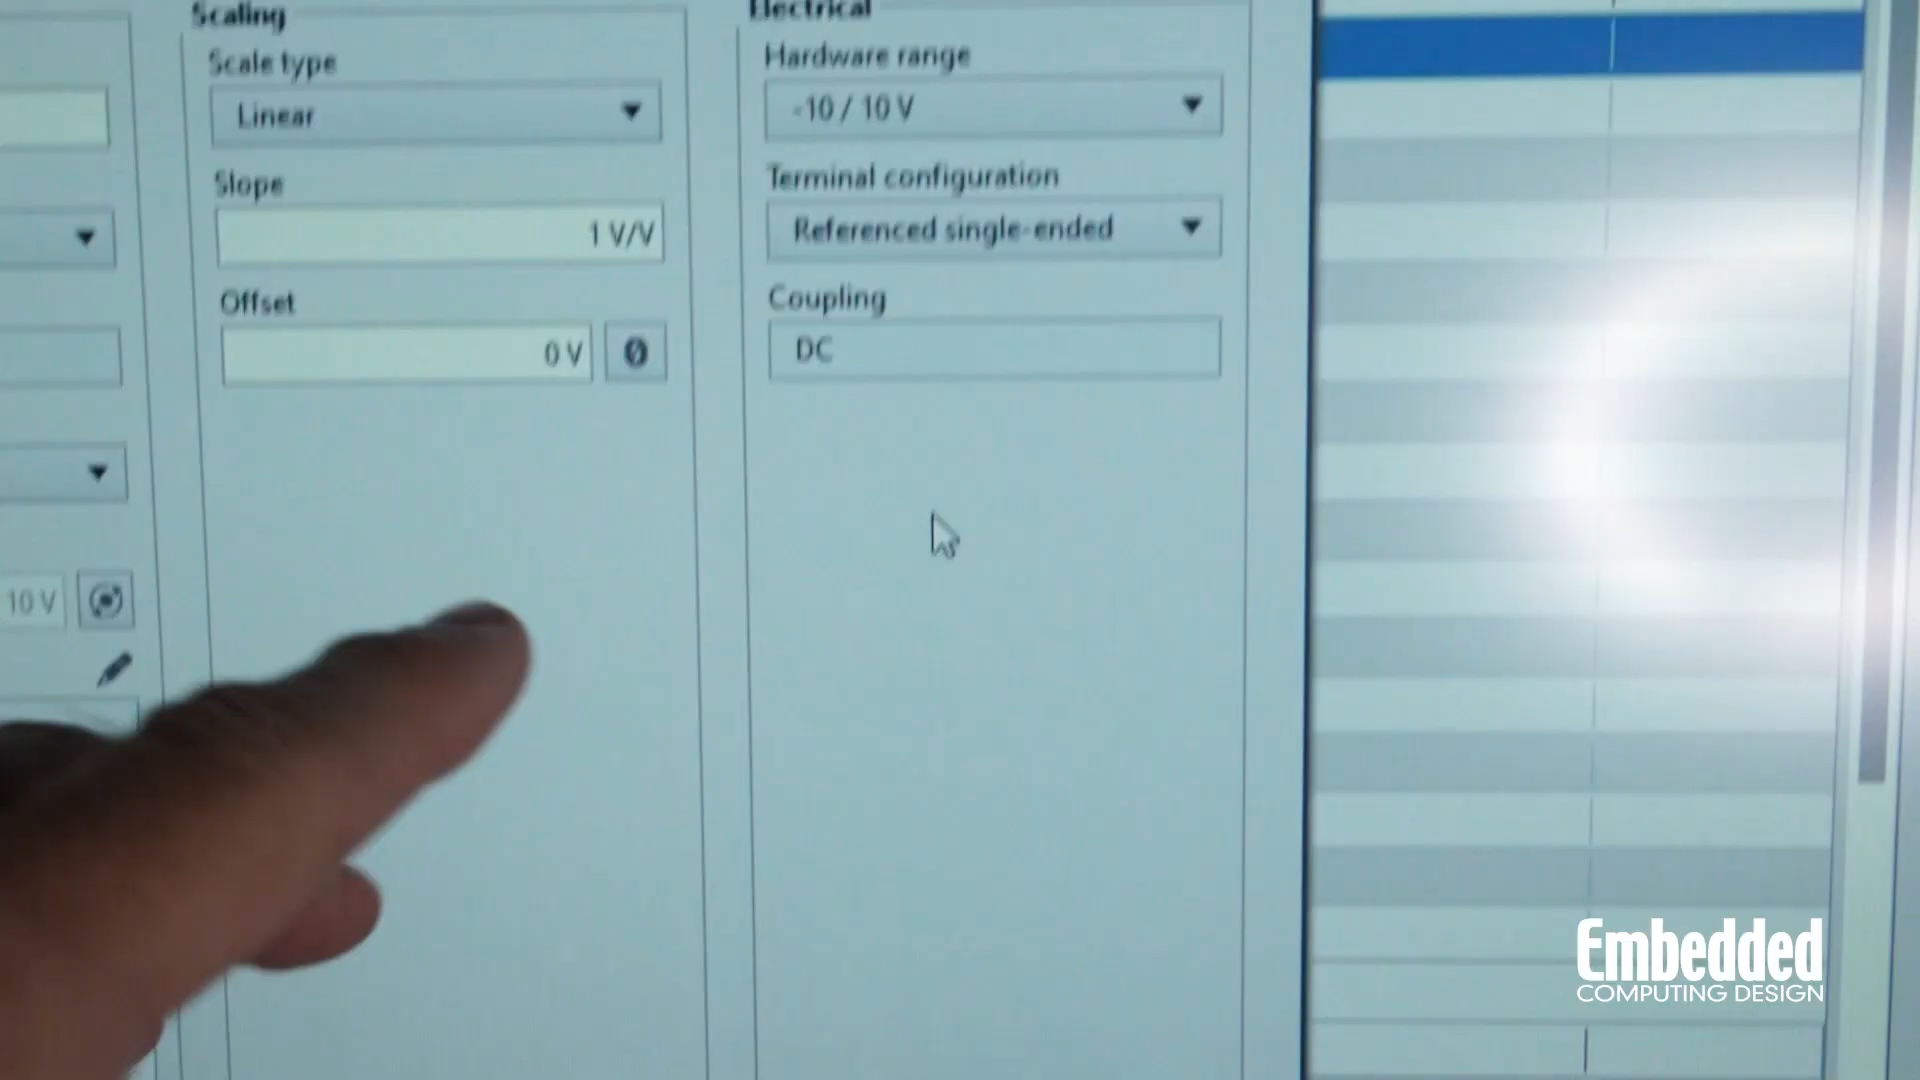 Scaling
Scale type
Linear
Slope
1 V/V
Offset
0 V
Electrical
Hardware range
-10 / 10 V
Terminal configuration
Referenced single-ended
Coupling
DC
10 V
Embedded
COMPUTING DESIGN